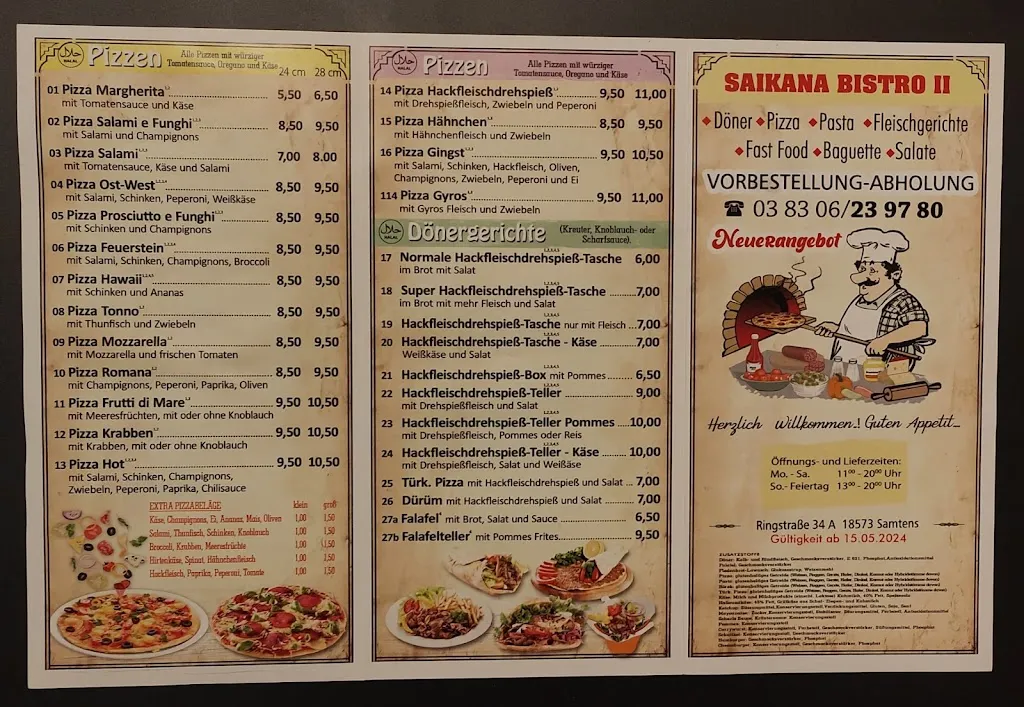 حلال
HALAL
Pizzen
Alle Pizzen mit würziger
Tomatensauce, Oregano und Käse
24 cm 28 cm
01 Pizza Margherita 5,50 6,50
mit Tomatensauce und Käse
02 Pizza Salami e Funghi 8,50 9,50
mit Salami und Champignons
03 Pizza Salami 7,00 8.00
mit Tomatensauce, Käse und Salami
04 Pizza Ost-West 8,50 9,50
mit Salami, Schinken, Peperoni, Weißkäse
05 Pizza Prosciutto e Funghi 8,50 9,50
mit Schinken und Champignons
06 Pizza Feuerstein 8,50 9,50
mit Salami, Schinken, Champignons, Broccoli
07 Pizza Hawaii 8,50 9,50
mit Schinken und Ananas
08 Pizza Tonno 8,50 9,50
mit Thunfisch und Zwiebeln
09 Pizza Mozzarella 8,50 9,50
mit Mozzarella und frischen Tomaten
10 Pizza Romana 8,50 9,50
mit Champignons, Peperoni, Paprika, Oliven
11 Pizza Frutti di Mare 9,50 10,50
mit Meeresfrüchten, mit oder ohne Knoblauch
12 Pizza Krabben 9,50 10,50
mit Krabben, mit oder ohne Knoblauch
13 Pizza Hot 9,50 10,50
mit Salami, Schinken, Champignons,
Zwiebeln, Peperoni, Paprika, Chilisauce
EXTRA PIZZABELÄGE klein groß
Käse, Champignons, Ei, Ananas, Mais, Oliven 1,00 1,50
Salami, Thunfisch, Schinken, Knoblauch 1,00 1,50
Broccoli, Krabben, Meeresfrüchte 1,00 1,50
Hirtenkäse, Spinat, Hähnchenfleisch 1,00 1,50
Hackfleisch, Paprika, Peperoni, Tomate 1,00 1,50
حلال
HALAL
Pizzen
Alle Pizzen mit würziger
Tomatensauce, Oregano und Käse
14 Pizza Hackfleischdrehspieß 9,50 11,00
mit Drehspießfleisch, Zwiebeln und Peperoni
15 Pizza Hähnchen 8,50 9,50
mit Hähnchenfleisch und Zwiebeln
16 Pizza Gingst 9,50 10,50
mit Salami, Schinken, Hackfleisch, Oliven,
Champignons, Zwiebeln, Peperoni und Ei
114 Pizza Gyros 9,50 11,00
mit Gyros Fleisch und Zwiebeln
حلال
HALAL
Dönergerichte
(Kreuter, Knoblauch- oder
Scharfsauce).
17 Normale Hackfleischdrehspieß-Tasche 6,00
im Brot mit Salat
18 Super Hackfleischdrehspieß-Tasche 7,00
im Brot mit mehr Fleisch und Salat
19 Hackfleischdrehspieß-Tasche nur mit Fleisch 7,00
20 Hackfleischdrehspieß-Tasche - Käse 7,00
Weißkäse und Salat
21 Hackfleischdrehspieß-Box mit Pommes 6,50
22 Hackfleischdrehspieß-Teller 9,00
mit Drehspießfleisch und Salat
23 Hackfleischdrehspieß-Teller Pommes 10,00
mit Drehspießfleisch, Pommes oder Reis
24 Hackfleischdrehspieß-Teller - Käse 10,00
mit Drehspießfleisch, Salat und Weißäse
25 Türk. Pizza mit Hackfleischdrehspieß und Salat 7,00
26 Dürüm mit Hackfleischdrehspieß und Salat 7,00
27a Falafel mit Brot, Salat und Sauce 6,50
27b Falafelteller mit Pommes Frites 9,50
SAIKANA BISTRO II
Döner Pizza Pasta Fleischgerichte
Fast Food Baguette Salate
VORBESTELLUNG-ABHOLUNG
☎ 03 83 06/23 97 80
Neuerangebot
Herzlich Willkommen.! Guten Appetit...
Öffnungs- und Lieferzeiten:
Mo. - Sa. 11⁰⁰ - 20⁰⁰ Uhr
So.- Feiertag 13⁰⁰ - 20⁰⁰ Uhr
Ringstraße 34 A 18573 Samtens
Gültigkeit ab 15.05.2024
ZUSATZSTOFFE